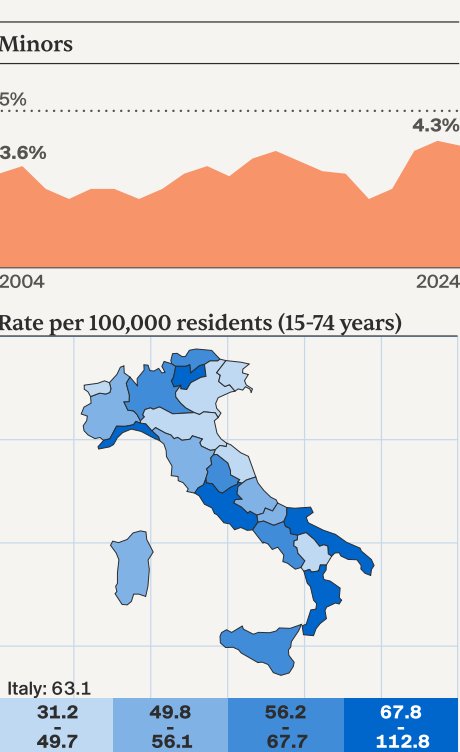 Minors
5%
4.3%
3.6%
2004 2024
Rate per 100,000 residents (15-74 years)
Italy: 63.1
31.2 49.8 56.2 67.8
- - - -
49.7 56.1 67.7 112.8